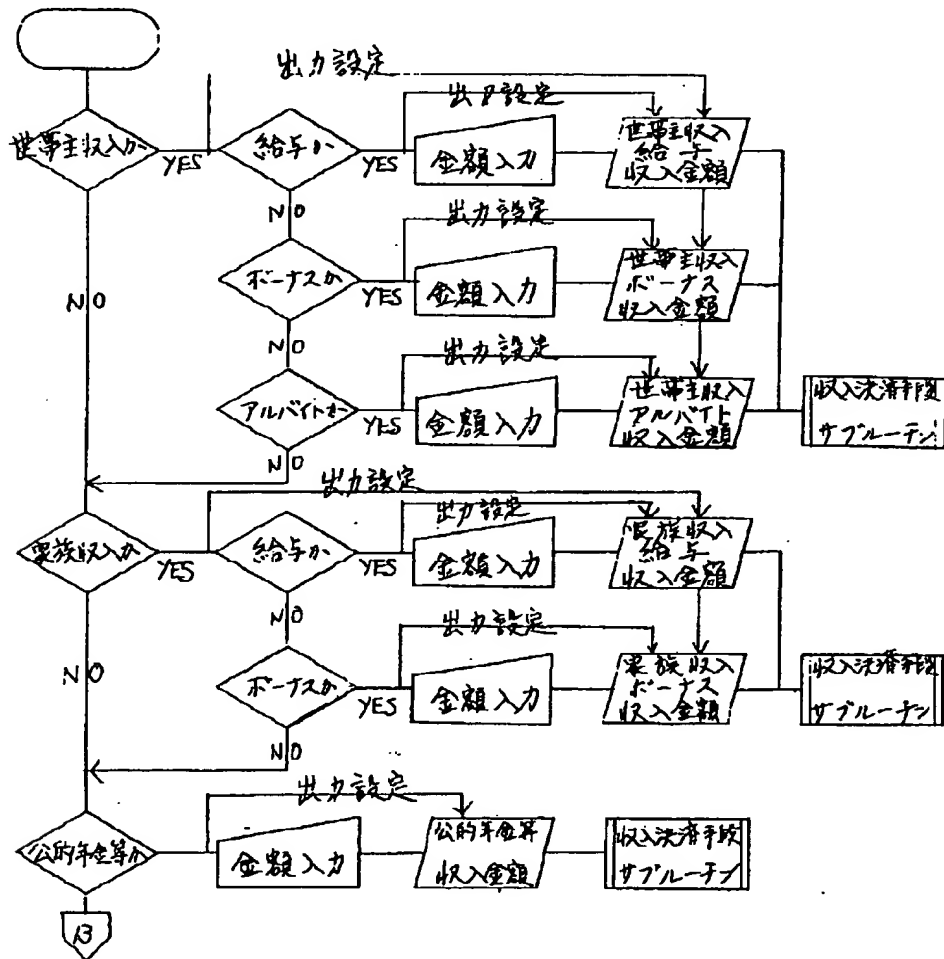 出力設定
出力設定
世帯主収入か
YES
給与か
YES
金額入力
世帯主収入
給与
収入金額
NO
出力設定
NO
ボーナスか
YES
金額入力
世帯主収入
ボーナス
収入金額
NO
出力設定
アルバイトか
YES
金額入力
世帯主収入
アルバイト
収入金額
収入決済手段
サブルーチン
NO
出力設定
出力設定
家族収入か
YES
給与か
YES
金額入力
家族収入
給与
収入金額
NO
出力設定
NO
ボーナスか
YES
金額入力
家族収入
ボーナス
収入金額
収入決済手段
サブルーチン
NO
出力設定
公的年金等か
金額入力
公的年金等
収入金額
収入決済手段
サブルーチン
B